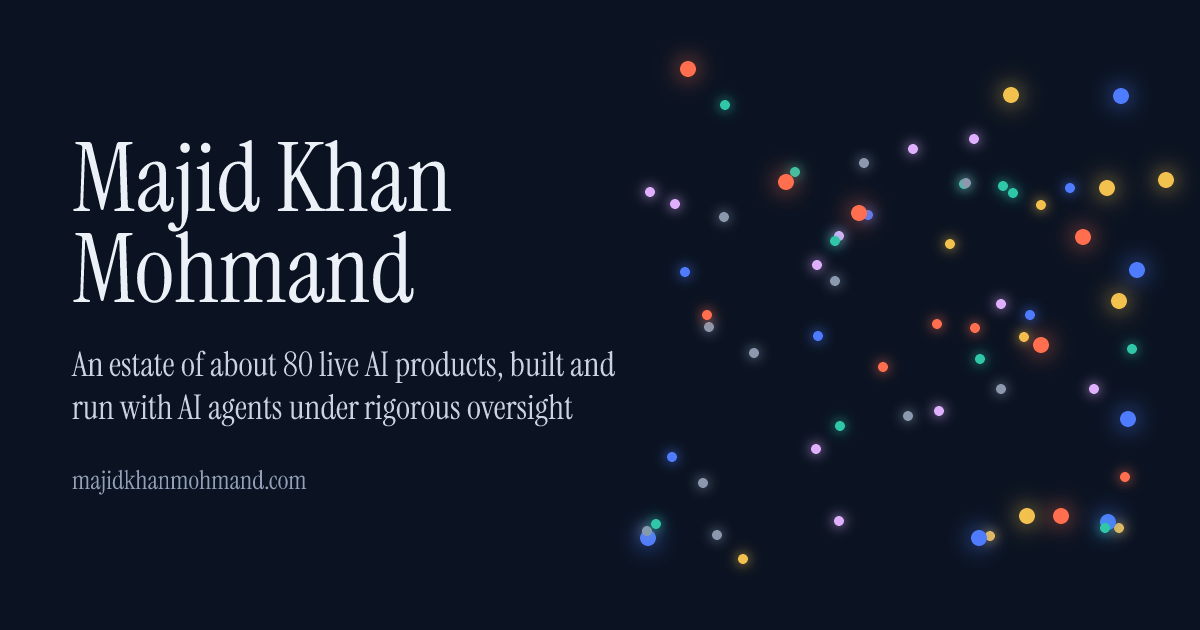 Majid Khan
Mohmand
An estate of about 80 live AI products, built and
run with AI agents under rigorous oversight
majidkhanmohmand.com